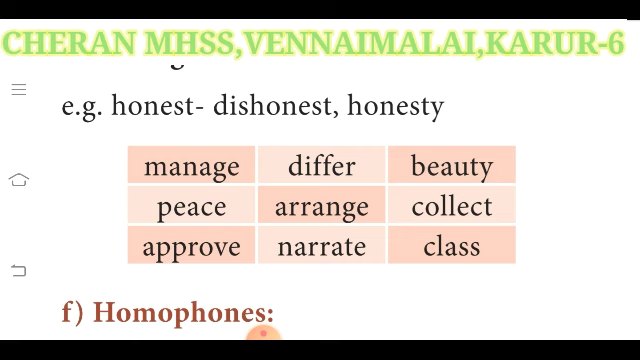 CHERAN MHSS,VENNAIMALAI,KARUR-6
e.g. honest- dishonest, honesty
manage differ beauty
peace arrange collect
approve narrate class
f) Homophones: